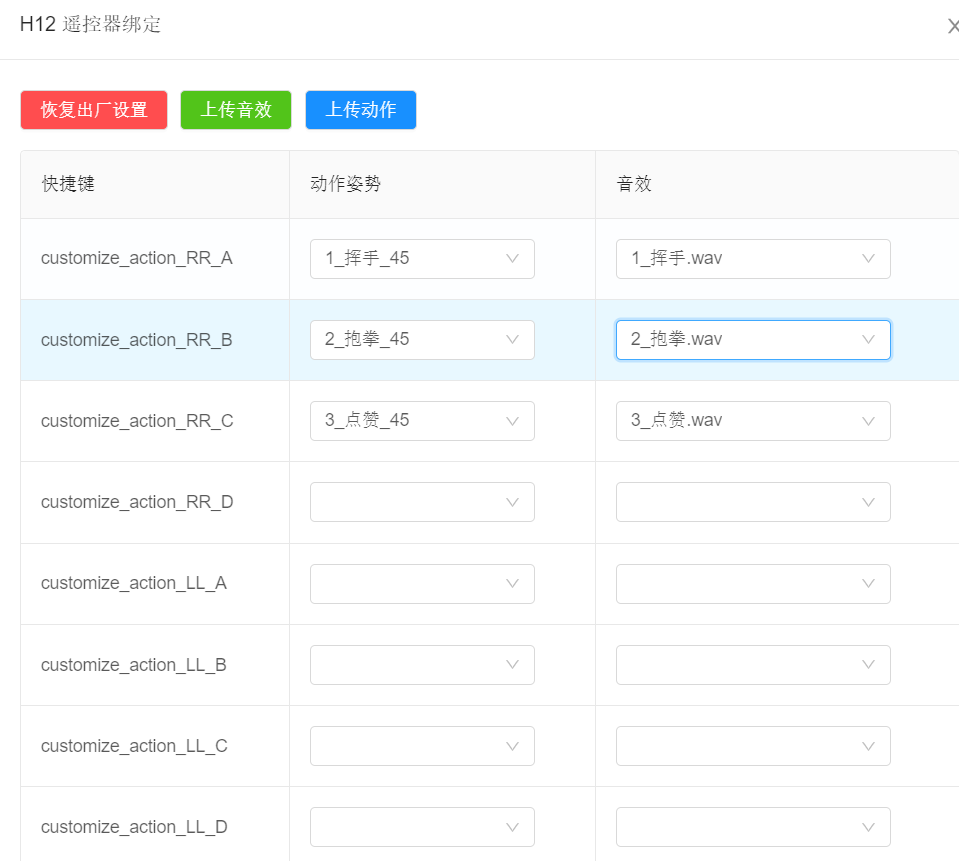 H12 遥控器绑定
恢复出厂设置 上传音效 上传动作
快捷键 动作姿势 音效
customize_action_RR_A 1_挥手_45 1_挥手.wav
customize_action_RR_B 2_抱拳_45 2_抱拳.wav
customize_action_RR_C 3_点赞_45 3_点赞.wav
customize_action_RR_D
customize_action_LL_A
customize_action_LL_B
customize_action_LL_C
customize_action_LL_D